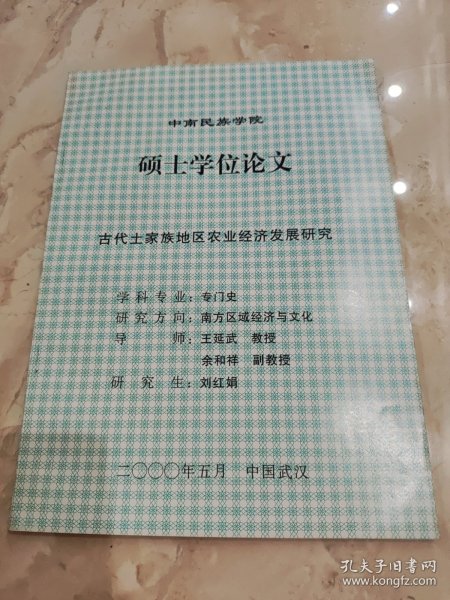 中南民族学院
硕士学位论文
古代土家族地区农业经济发展研究
学科专业：专门史
研究方向：南方区域经济与文化
导 师：王延武 教授
余和祥 副教授
研 究 生：刘红娟
二〇〇〇年五月 中国武汉
孔夫子旧书网
www.kongfz.com